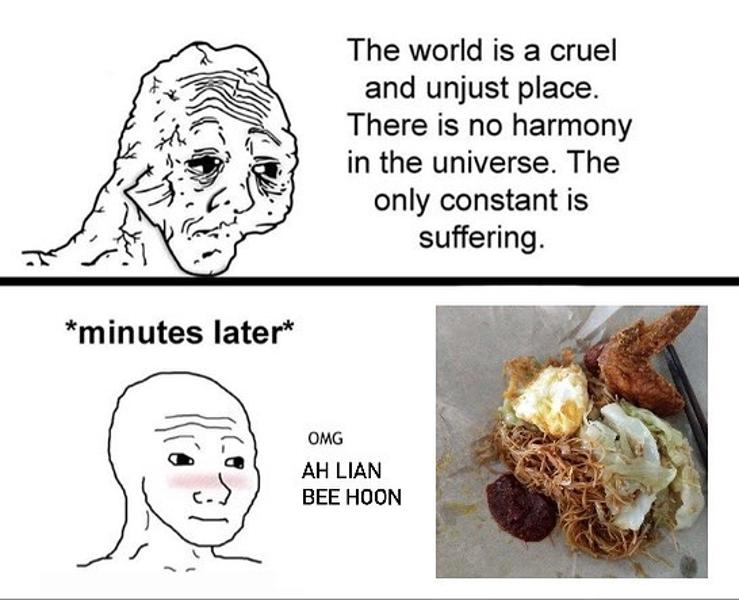 The world is a cruel
and unjust place.
There is no harmony
in the universe. The
only constant is
suffering.
*minutes later*
OMG
AH LIAN
BEE HOON